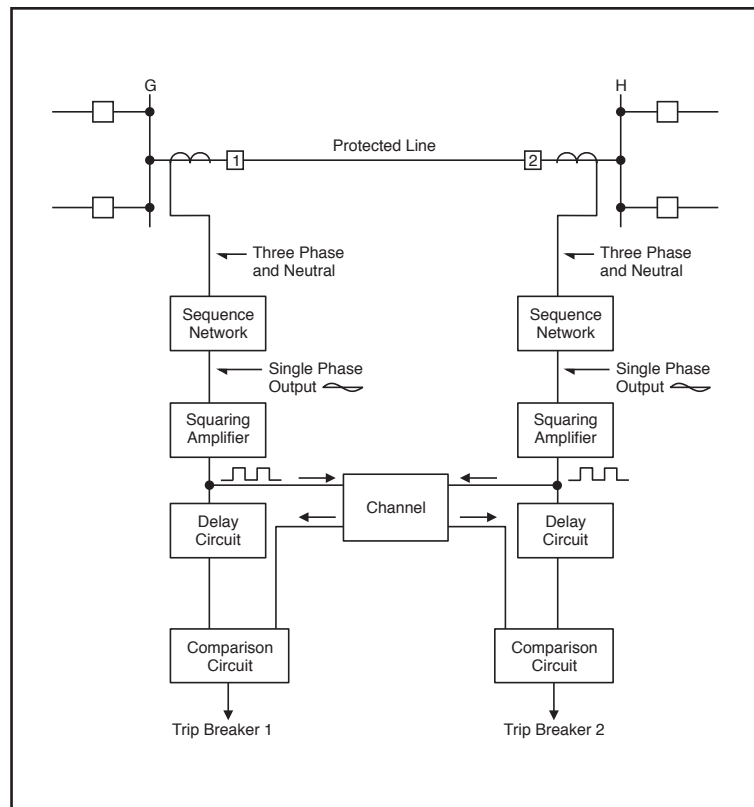 G
H
Protected Line
1
2
Three Phase
and Neutral
Three Phase
and Neutral
Sequence
Network
Sequence
Network
Single Phase
Output
Single Phase
Output
Squaring
Amplifier
Squaring
Amplifier
Channel
Delay
Circuit
Delay
Circuit
Comparison
Circuit
Comparison
Circuit
Trip Breaker 1
Trip Breaker 2